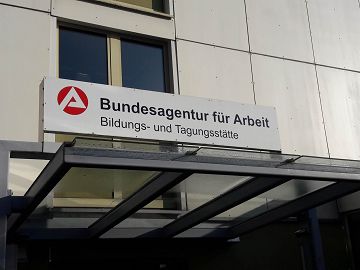 Bundesagentur für Arbeit
Bildungs- und Tagungsstätte